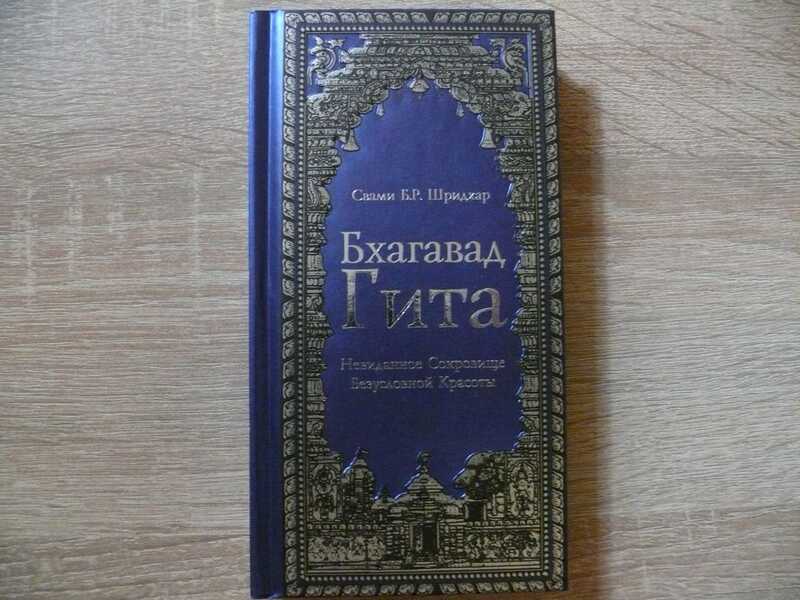 Свами Б.Р. Шридхар
Бхагавад
Гита
Невиданное Сокровище
Безусловной Красоты